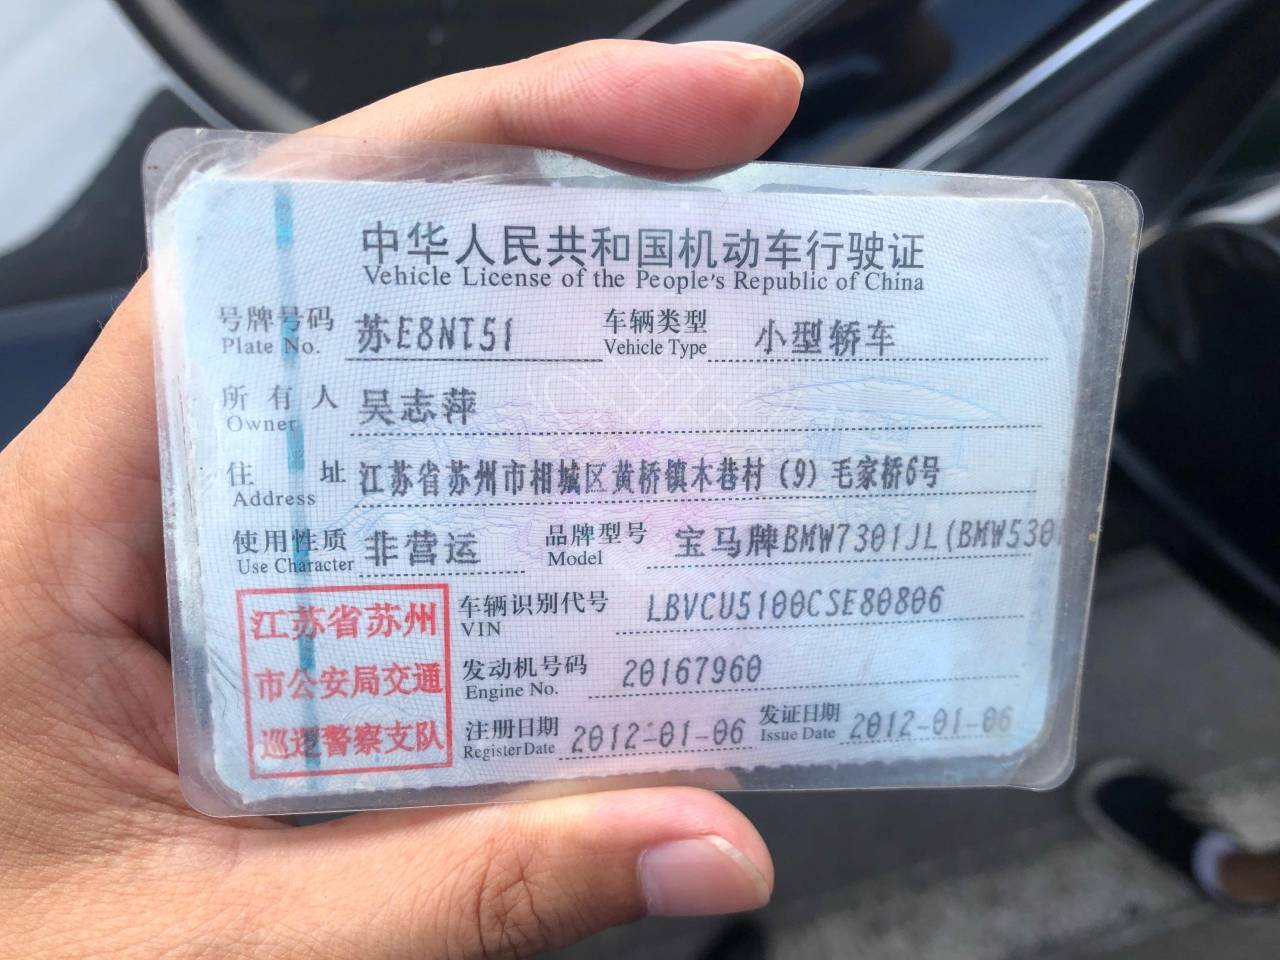 中华人民共和国机动车行驶证
Vehicle License of the People's Republic of China
号牌号码 苏E8NT51 车辆类型 小型轿车
Plate No. Vehicle Type
所有人 吴志萍
Owner
住址 江苏省苏州市相城区黄桥镇木巷村(9)毛家桥6号
Address
使用性质 非营运 品牌型号 宝马牌BMW7301JL(BMW530
Use Character Model
江苏省苏州
市公安局交通
巡逻警察支队
车辆识别代号 LBVCU5100CSE80806
VIN
发动机号码 20167960
Engine No.
注册日期 2012-01-06 发证日期 2012-01-06
Register Date Issue Date